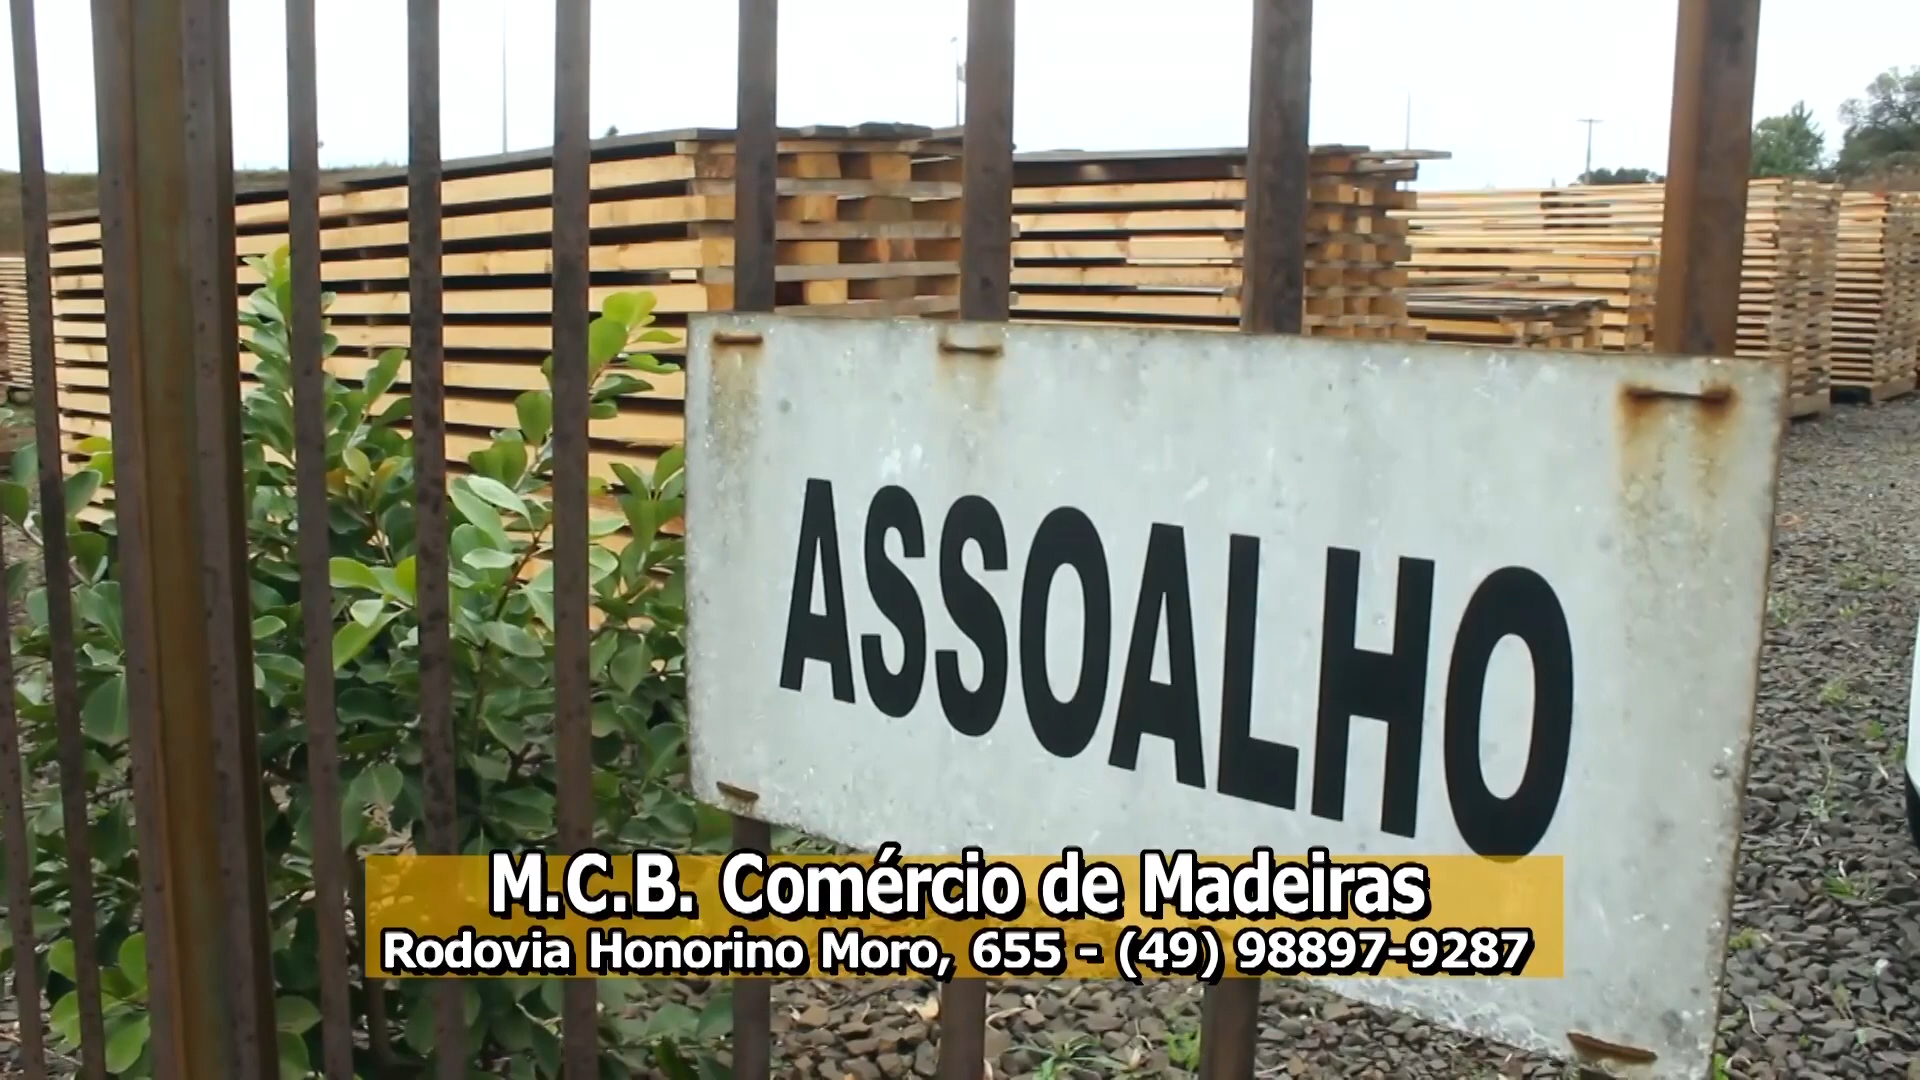 ASSOALHO
M.C.B. Comércio de Madeiras
Rodovia Honorino Moro, 655 - (49) 98897-9287